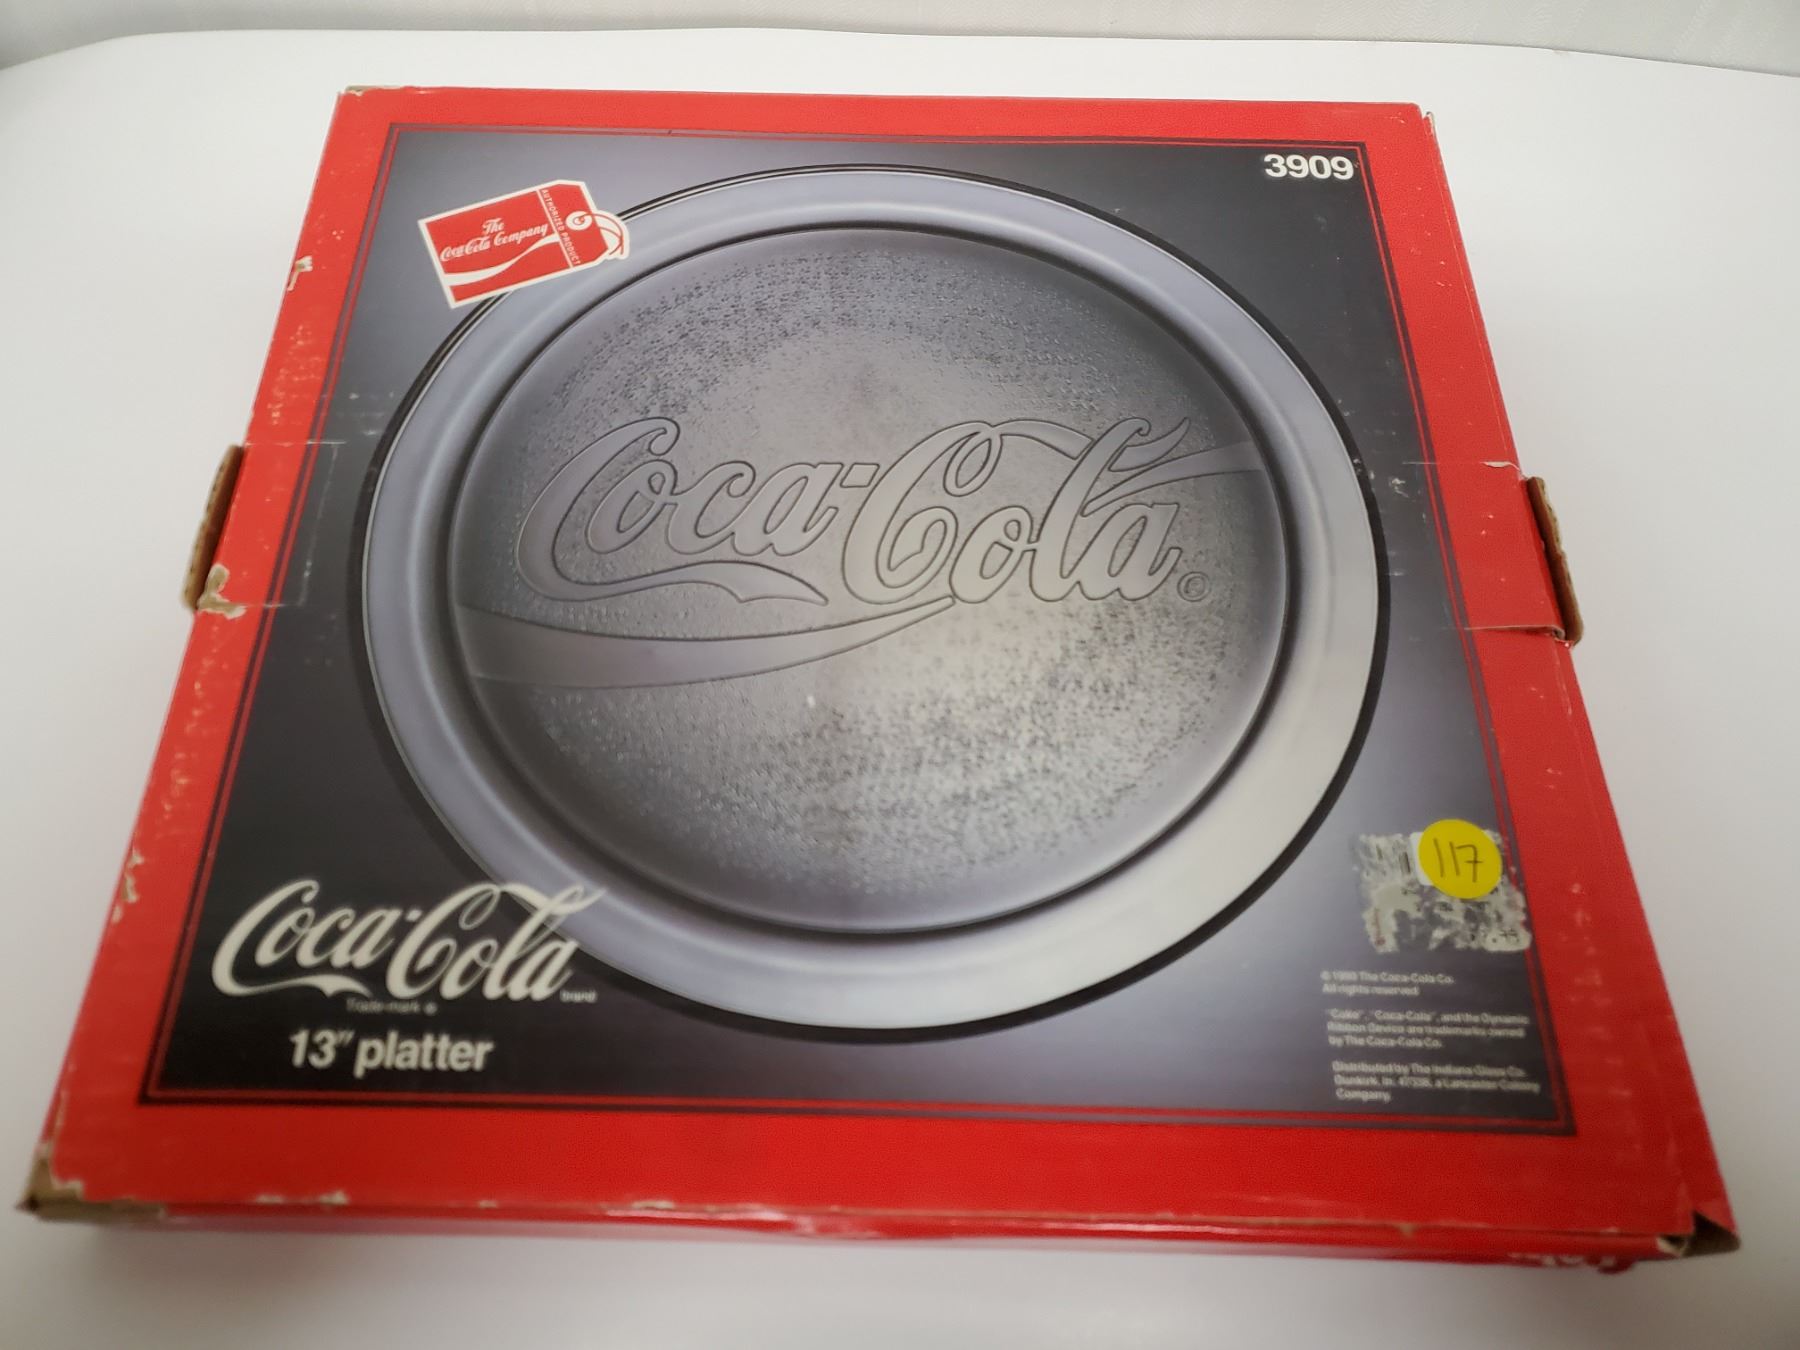 3909
The
Coca-Cola Company
AUTHORIZED PRODUCT
Coca-Cola ®
117
Coca-Cola
brand
Trade-mark ®
13" platter
The Coca-Cola Co.
All rights reserved
"Coke", "Coca-Cola", and the Dynamic
Ribbon Device are trademarks owned
by The Coca-Cola Co.
Distributed by The Indiana Glass Co.
Dunkirk, In. 47336, a Lancaster Colony
Company.